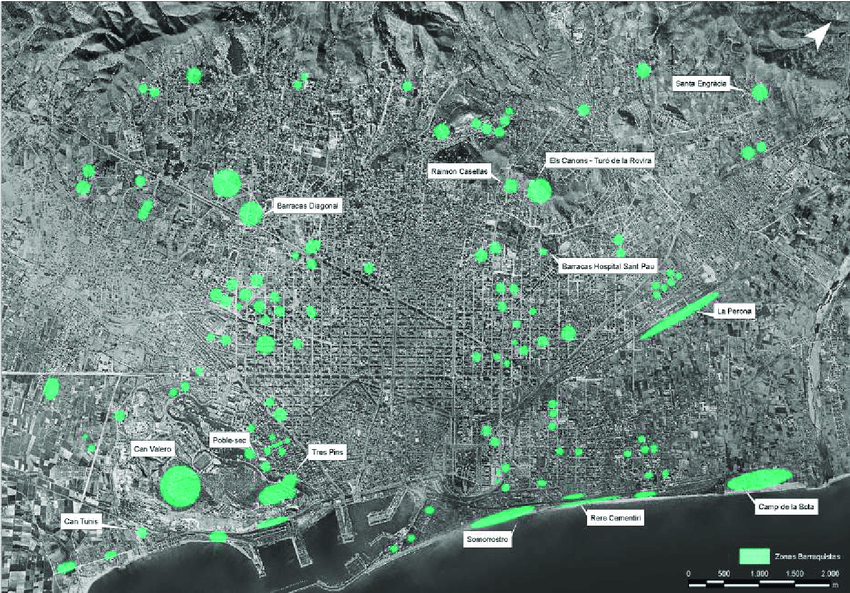 Santa Engràcia
Els Canons - Turó de la Rovira
Ramon Casellas
Barracas Diagonal
Barracas Hospital Sant Pau
La Perona
Can Valero
Poble-sec
Tres Pins
Can Tunis
Camp de la Bota
Rere Cementiri
Somorrostro
Zonas Barraquistas
0 500 1.000 1.500 2.000
m